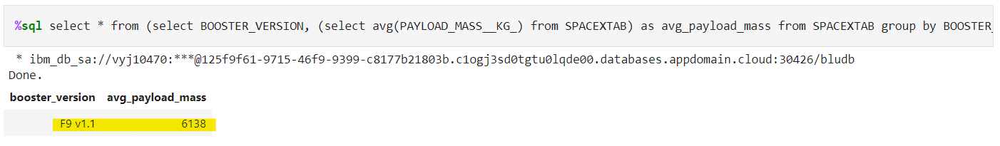 %sql select * from (select BOOSTER_VERSION, (select avg(PAYLOAD_MASS__KG_) from SPACEXTAB) as avg_payload_mass from SPACEXTAB group by BOOSTER_
* ibm_db_sa://vyj10470:***@125f9f61-9715-46f9-9399-c8177b21803b.c1ogj3sd0tgtu0lqde00.databases.appdomain.cloud:30426/bludb
Done.
booster_version avg_payload_mass
F9 v1.1 6138